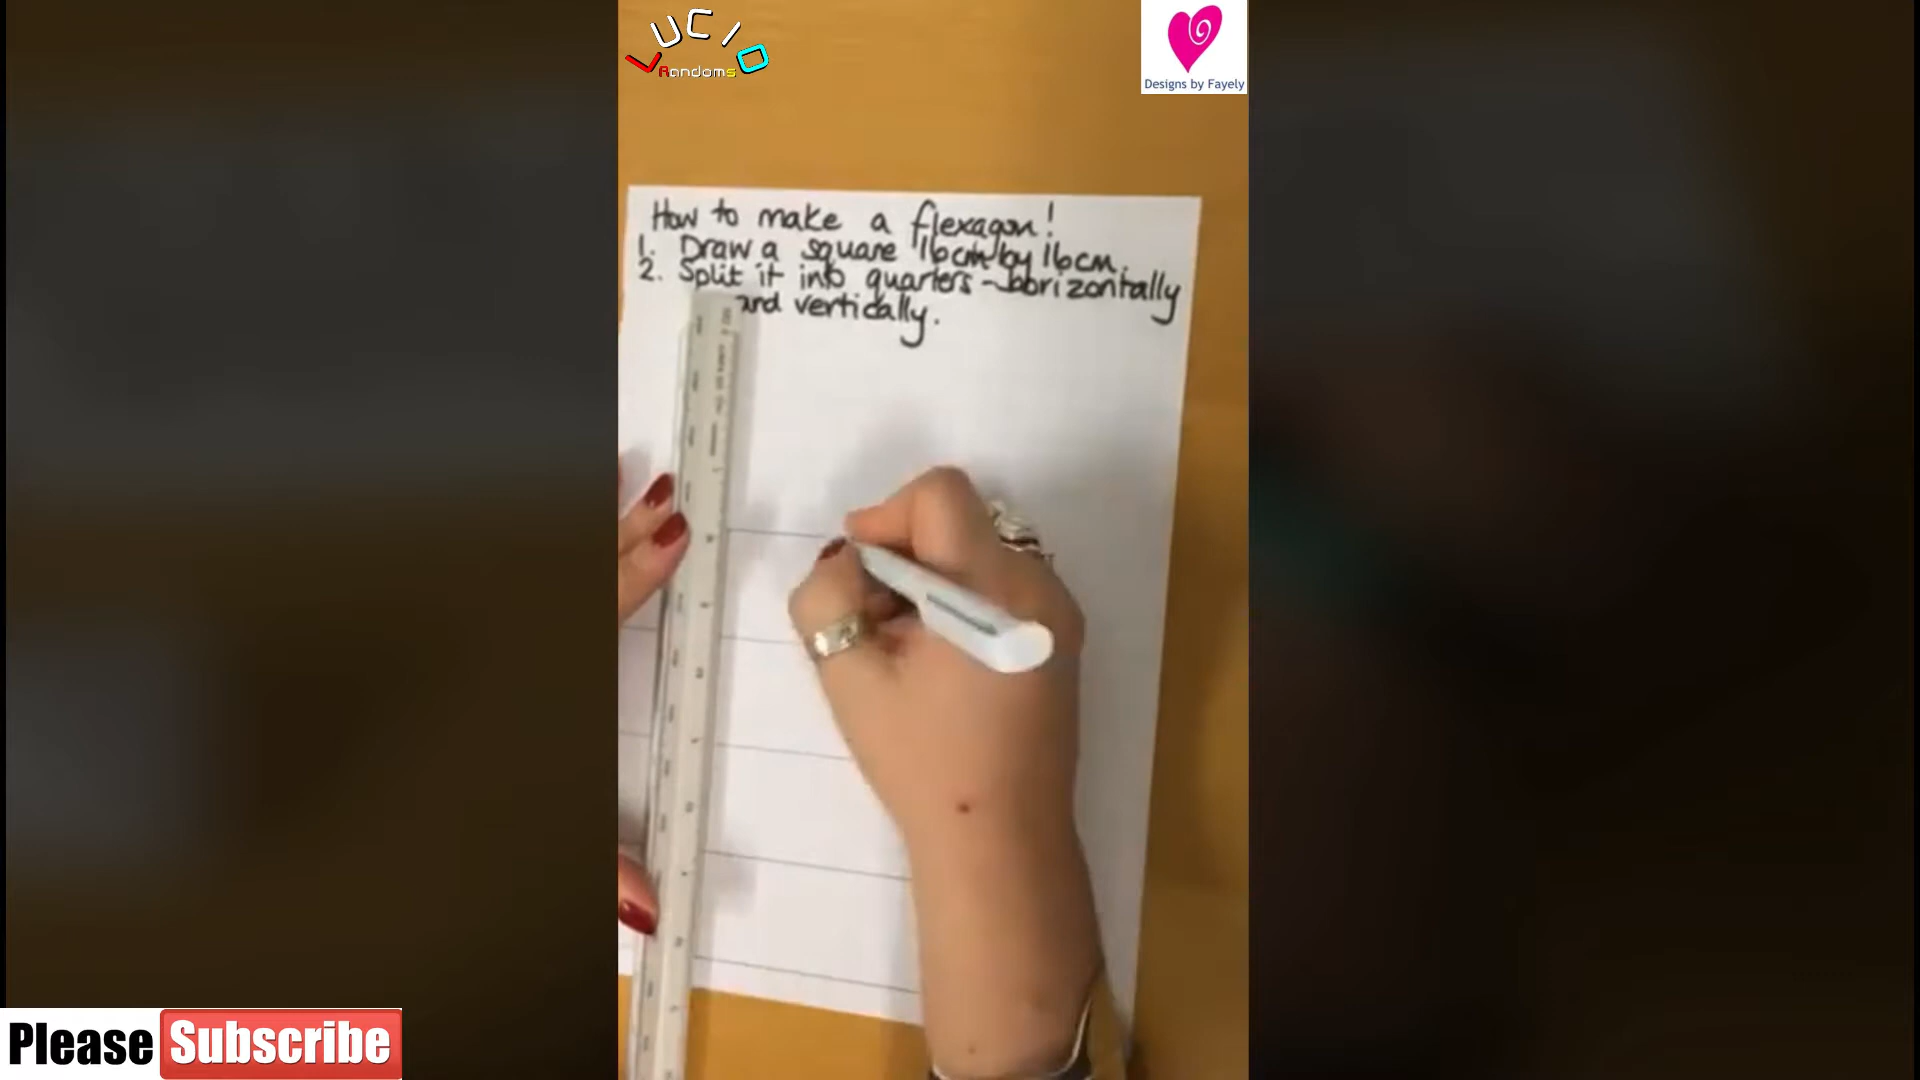 LUCIO
Randoms
Designs by Fayely
How to make a flexagon!
1. Draw a square 16cm by 16cm.
2. Split it into quarters - horizontally
and vertically.
Please Subscribe